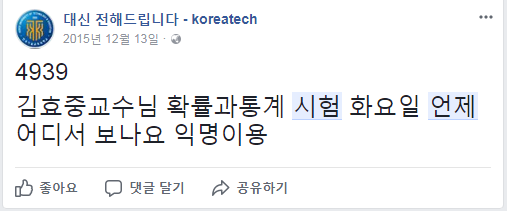 대신 전해드립니다 - koreatech
2015년 12월 13일 ·
4939
김효중교수님 확률과통계 시험 화요일 언제
어디서 보나요 익명이용
좋아요 댓글 달기 공유하기